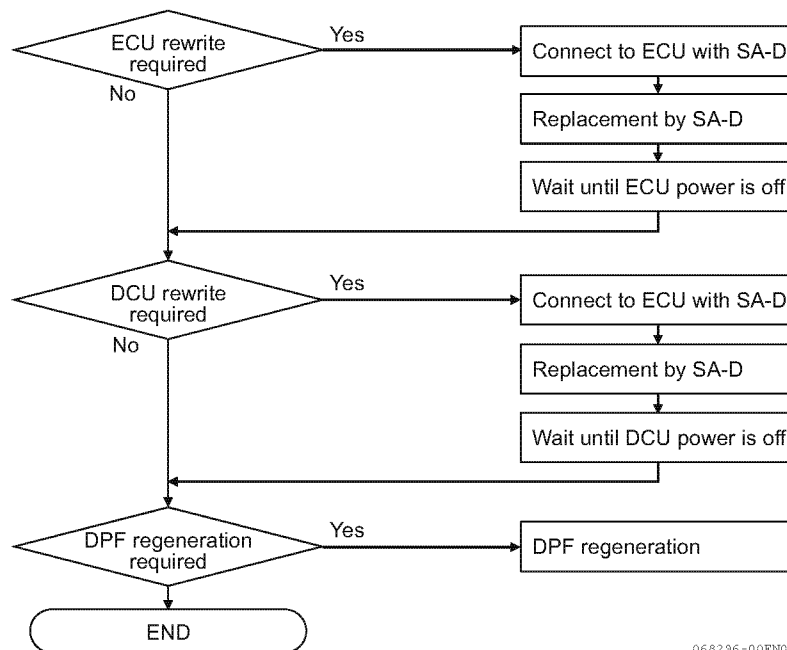 ECU rewrite
required
Yes
No
Connect to ECU with SA-D
Replacement by SA-D
Wait until ECU power is off
DCU rewrite
required
Yes
No
Connect to ECU with SA-D
Replacement by SA-D
Wait until DCU power is off
DPF regeneration
required
Yes
DPF regeneration
END
068296-00EN0